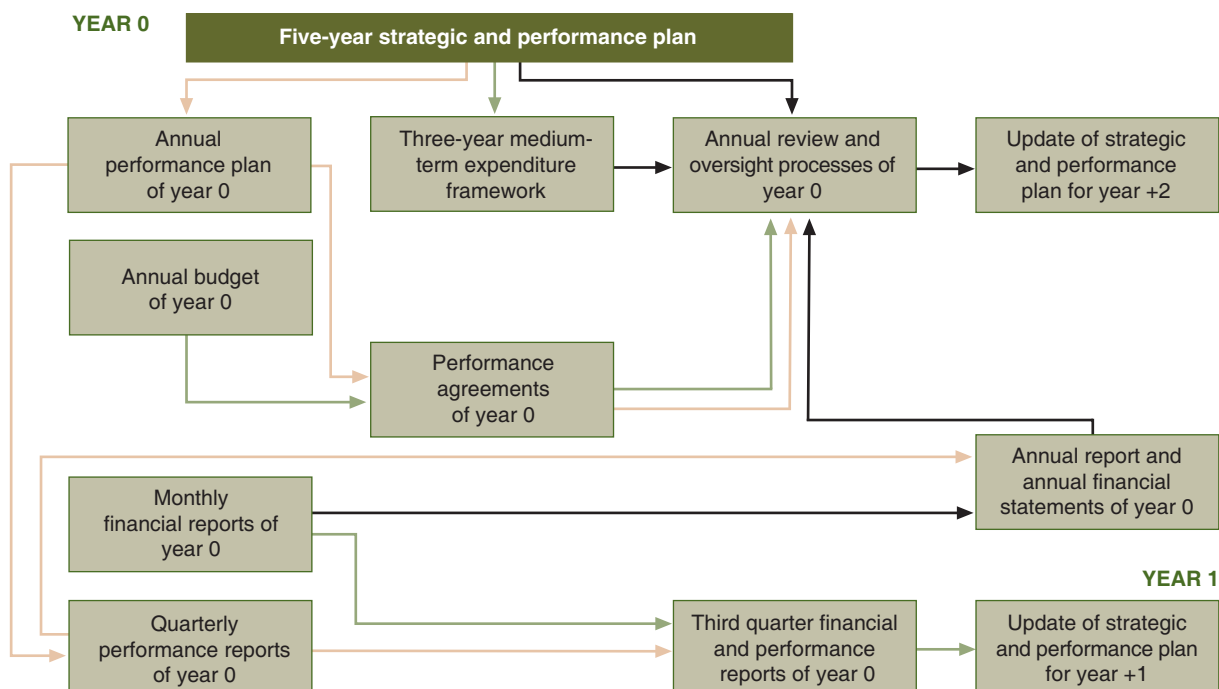 YEAR 0
Five-year strategic and performance plan
Annual
performance plan
of year 0
Three-year medium-
term expenditure
framework
Annual review and
oversight processes of
year 0
Update of strategic
and performance
plan for year +2
Annual budget
of year 0
Performance
agreements
of year 0
Annual report and
annual financial
statements of year 0
Monthly
financial reports of
year 0
YEAR 1
Quarterly
performance reports
of year 0
Third quarter financial
and performance
reports of year 0
Update of strategic
and performance plan
for year +1